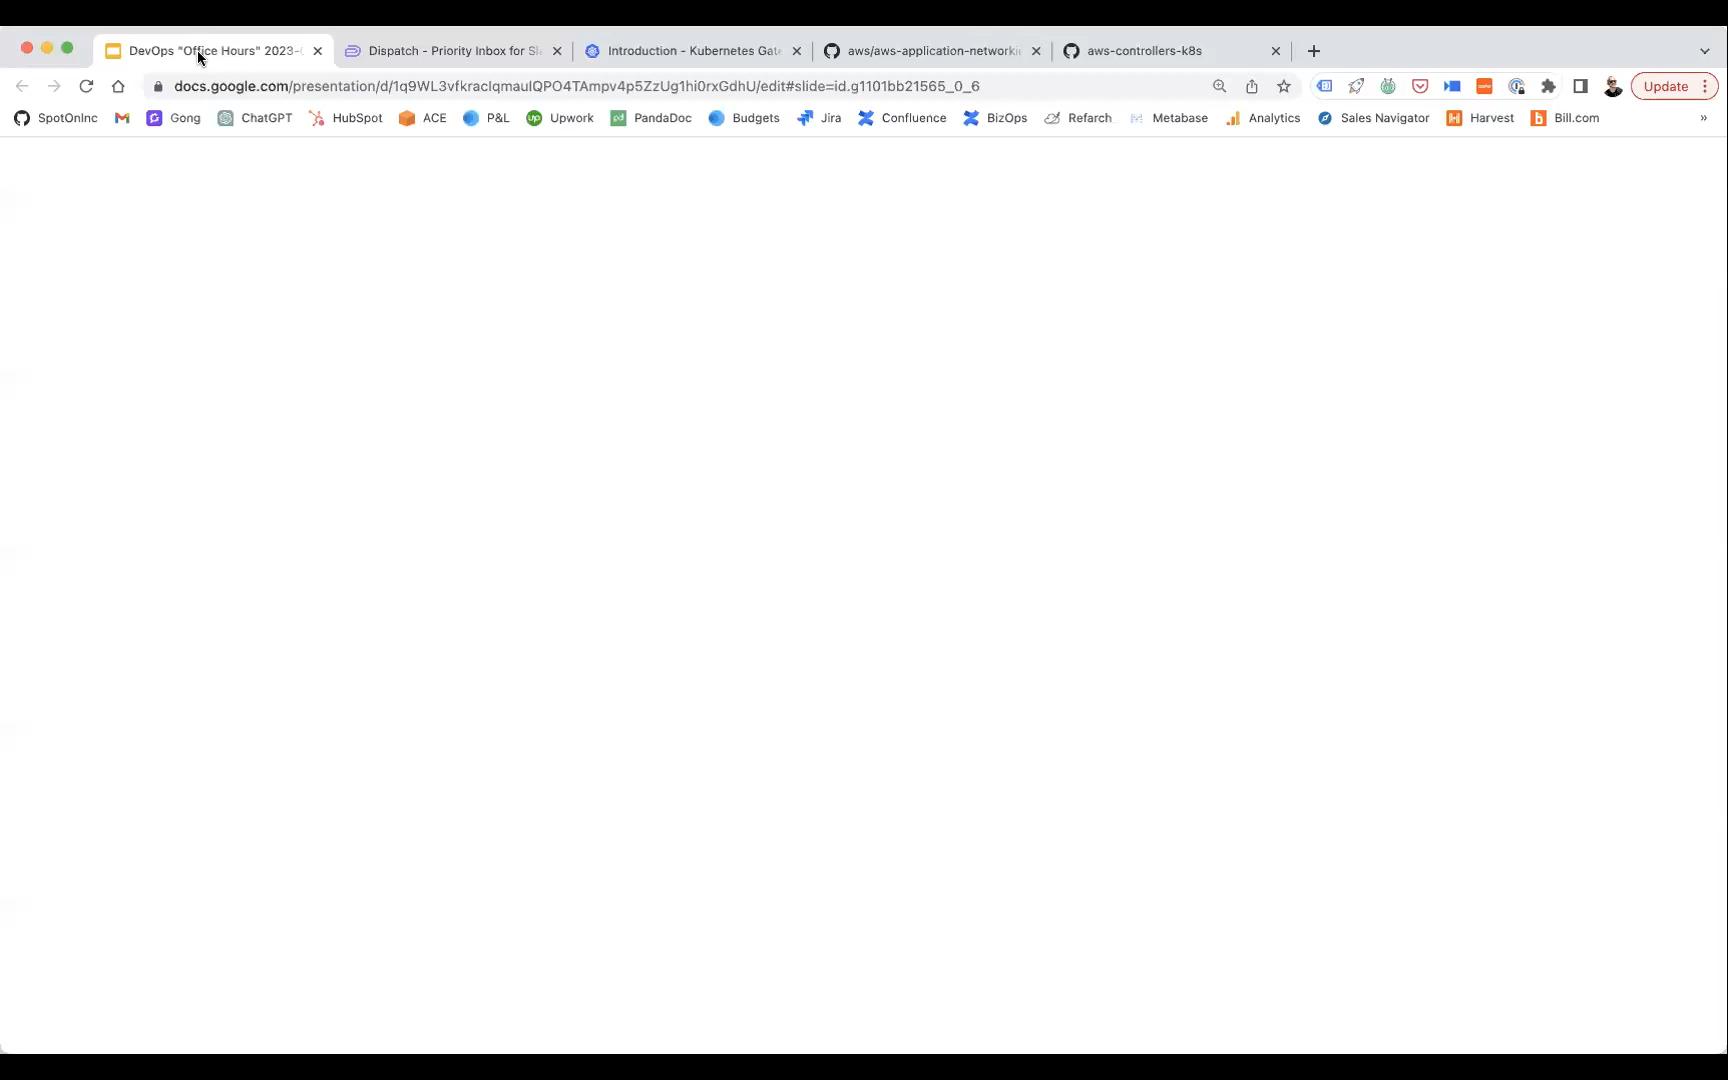 DevOps "Office Hours" 2023-
Dispatch - Priority Inbox for Sl
Introduction - Kubernetes Gate
aws/aws-application-networki
aws-controllers-k8s
docs.google.com/presentation/d/1q9WL3vfkraclqmaulQPO4TAmpv4p5ZzUg1hi0rxGdhU/edit#slide=id.g1101bb21565_0_6
Update
SpotOnInc
Gong
ChatGPT
HubSpot
ACE
P&L
Upwork
PandaDoc
Budgets
Jira
Confluence
BizOps
Refarch
Metabase
Analytics
Sales Navigator
Harvest
Bill.com
»